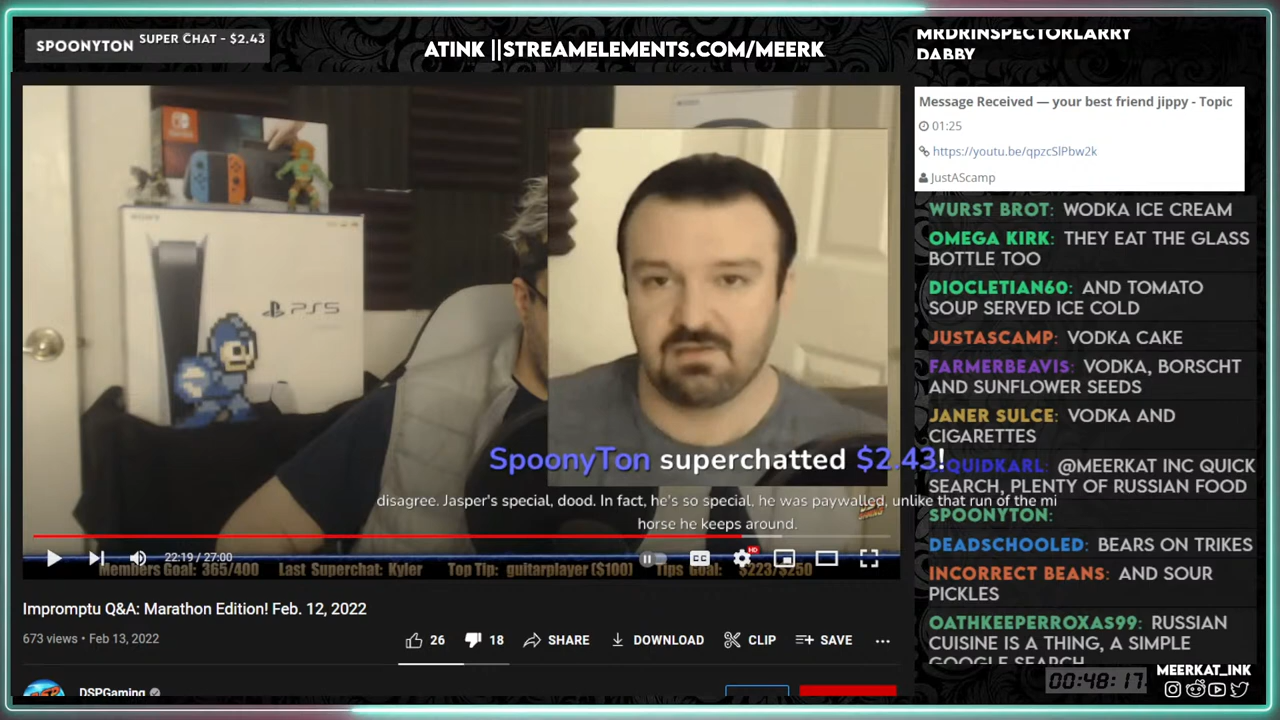 SPOONYTON SUPER CHAT - $2.43
ATINK ||STREAMELEMENTS.COM/MEERK
MRDRINSPECTORLARRY
DABBY
Message Received — your best friend jippy - Topic
01:25
https://youtu.be/qpzcSlPbw2k
JustAScamp
WURST BROT: WODKA ICE CREAM
OMEGA KIRK: THEY EAT THE GLASS
BOTTLE TOO
DIOCLETIAN60: AND TOMATO
SOUP SERVED ICE COLD
JUSTASCAMP: VODKA CAKE
FARMERBEAVIS: VODKA, BORSCHT
AND SUNFLOWER SEEDS
JANER SULCE: VODKA AND
CIGARETTES
QUIDKARL: @MEERKAT INC QUICK
SEARCH, PLENTY OF RUSSIAN FOOD
SPOONYTON:
DEADSCHOOLED: BEARS ON TRIKES
INCORRECT BEANS: AND SOUR
PICKLES
OATHKEEPERROXAS99: RUSSIAN
CUISINE IS A THING, A SIMPLE
GOOGLE SEARCH
SONY
PS5
SpoonyTon superchatted $2.43!
disagree. Jasper's special, dood. In fact, he's so special, he was paywalled, unlike that run of the mi
horse he keeps around.
22:19 / 27:00
CC
HD
Members Goal: 365/400 Last Superchat: Kyler Top Tip: guitarplayer ($100) Tips Goal: $223/$250
Impromptu Q&A: Marathon Edition! Feb. 12, 2022
673 views • Feb 13, 2022
26 18 SHARE DOWNLOAD CLIP SAVE
DSPGaming
00:48:17
MEERKAT_INK